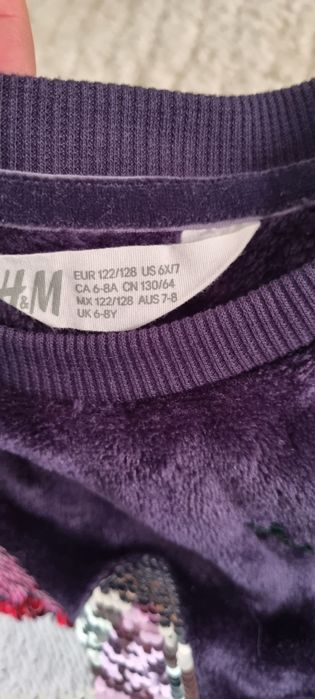 H&M
EUR 122/128 US 6X/7
CA 6-8A CN 130/64
MX 122/128 AUS 7-8
UK 6-8Y